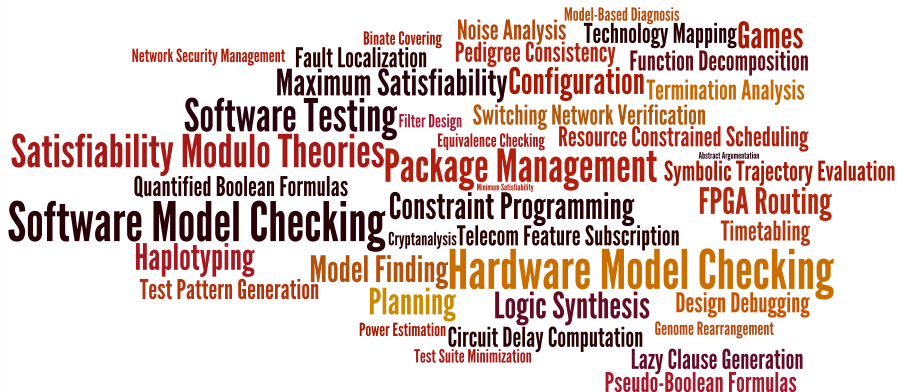 Model-Based Diagnosis
Noise Analysis
Technology Mapping
Games
Binate Covering
Network Security Management
Fault Localization
Pedigree Consistency
Function Decomposition
Maximum Satisfiability
Configuration
Termination Analysis
Software Testing
Filter Design
Switching Network Verification
Equivalence Checking
Resource Constrained Scheduling
Satisfiability Modulo Theories
Package Management
Abstract Argumentation
Symbolic Trajectory Evaluation
Quantified Boolean Formulas
Minimum Satisfiability
Software Model Checking
Constraint Programming
FPGA Routing
Cryptanalysis
Telecom Feature Subscription
Timetabling
Haplotyping
Model Finding
Hardware Model Checking
Test Pattern Generation
Planning
Logic Synthesis
Design Debugging
Power Estimation
Circuit Delay Computation
Genome Rearrangement
Test Suite Minimization
Lazy Clause Generation
Pseudo-Boolean Formulas